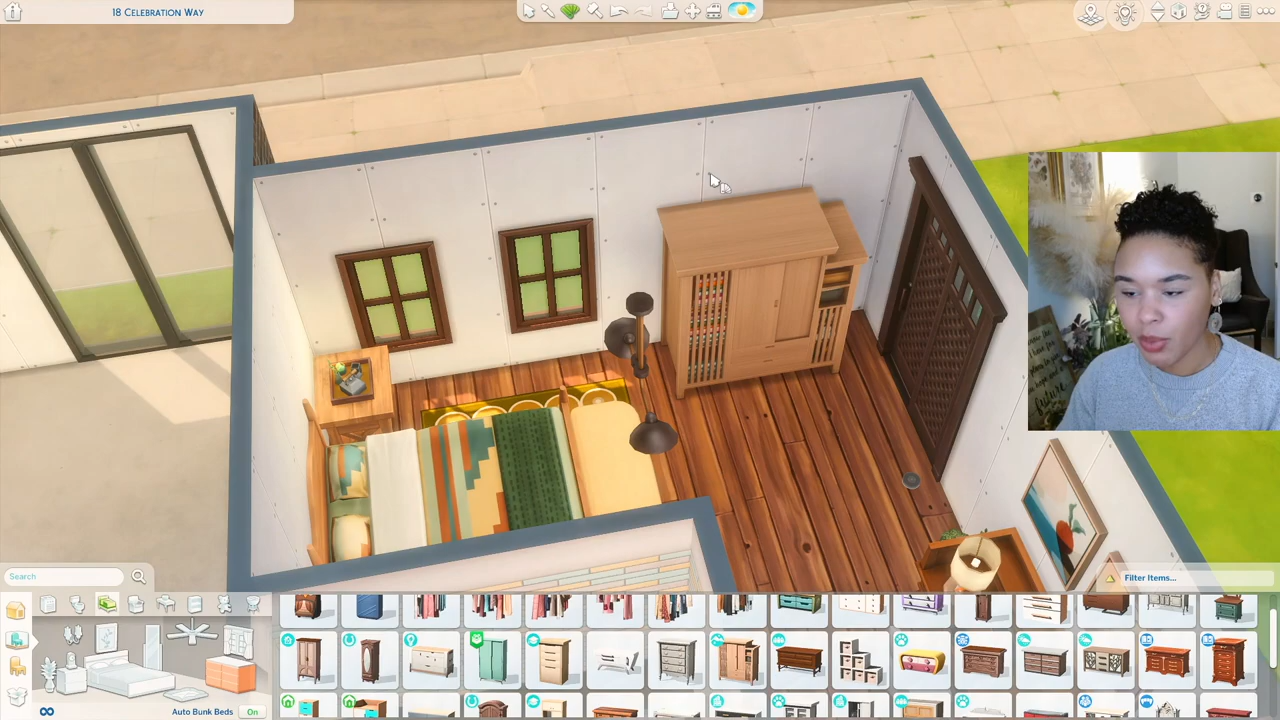 18 Celebration Way
Search
Filter Items...
Auto Bunk Beds On